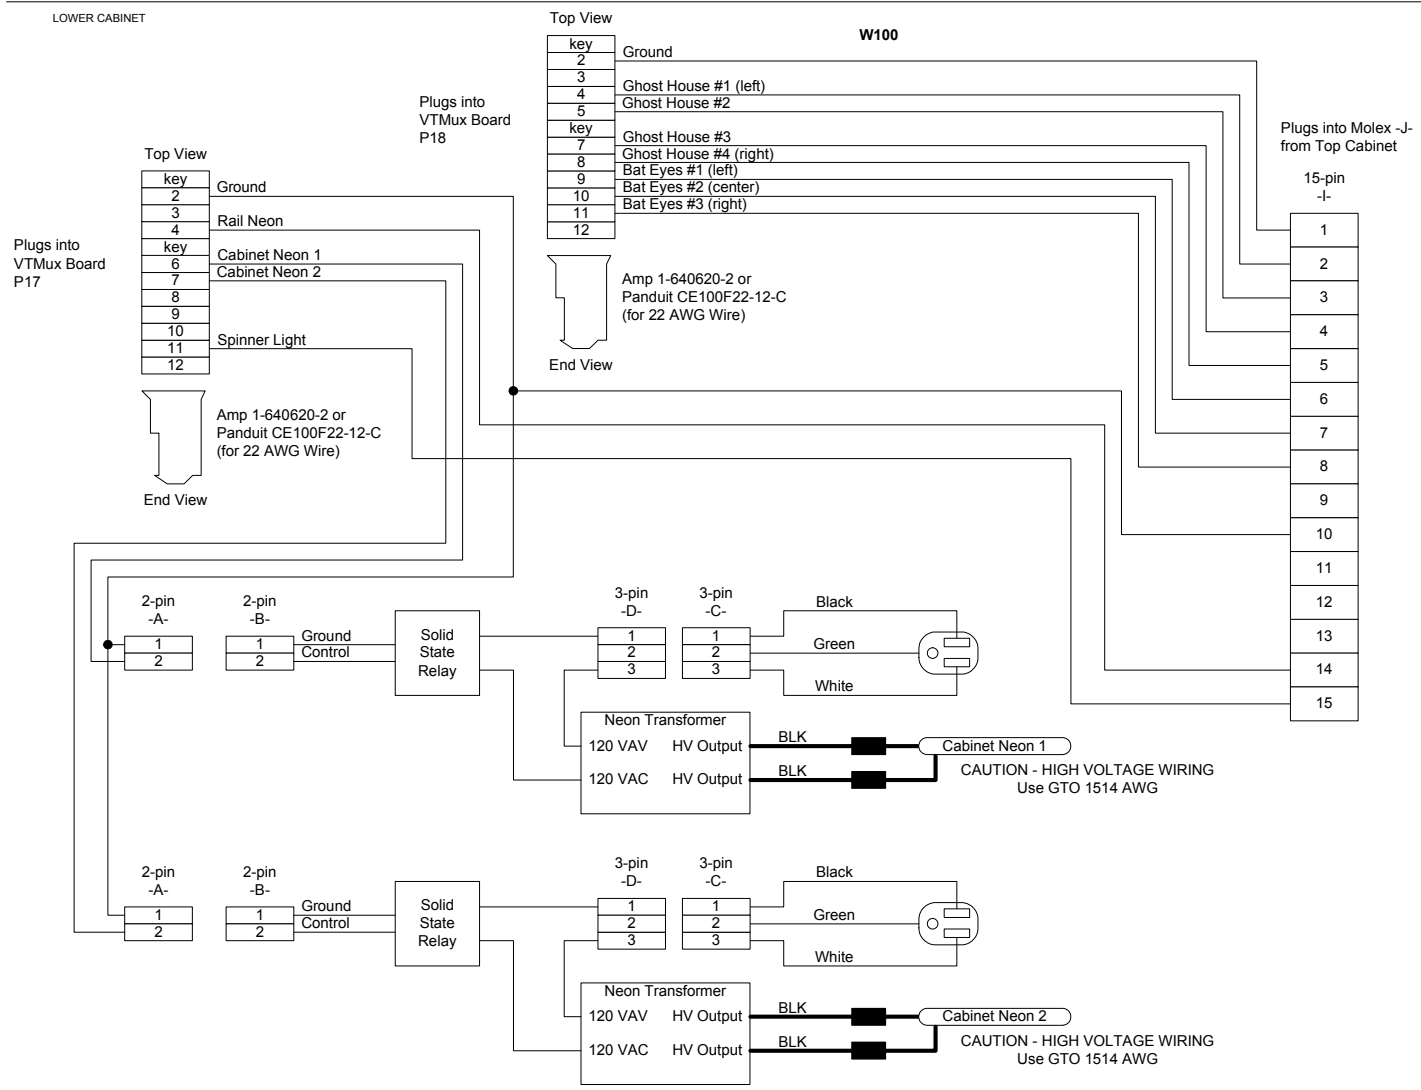 LOWER CABINET
Top View
W100
key
2
3
4
5
key
7
8
9
10
11
12
Ground
Ghost House #1 (left)
Ghost House #2
Ghost House #3
Ghost House #4 (right)
Bat Eyes #1 (left)
Bat Eyes #2 (center)
Bat Eyes #3 (right)
Plugs into
VTMux Board
P18
Amp 1-640620-2 or
Panduit CE100F22-12-C
(for 22 AWG Wire)
End View
Plugs into Molex -J-
from Top Cabinet
15-pin
-I-
1
2
3
4
5
6
7
8
9
10
11
12
13
14
15
Top View
key
2
3
4
key
6
7
8
9
10
11
12
Ground
Rail Neon
Cabinet Neon 1
Cabinet Neon 2
Spinner Light
Plugs into
VTMux Board
P17
Amp 1-640620-2 or
Panduit CE100F22-12-C
(for 22 AWG Wire)
End View
2-pin
-A-
1
2
2-pin
-B-
1
2
Ground
Control
Solid
State
Relay
3-pin
-D-
1
2
3
3-pin
-C-
1
2
3
Black
Green
White
Neon Transformer
120 VAV HV Output
120 VAC HV Output
BLK
BLK
Cabinet Neon 1
CAUTION - HIGH VOLTAGE WIRING
Use GTO 1514 AWG
2-pin
-A-
1
2
2-pin
-B-
1
2
Ground
Control
Solid
State
Relay
3-pin
-D-
1
2
3
3-pin
-C-
1
2
3
Black
Green
White
Neon Transformer
120 VAV HV Output
120 VAC HV Output
BLK
BLK
Cabinet Neon 2
CAUTION - HIGH VOLTAGE WIRING
Use GTO 1514 AWG